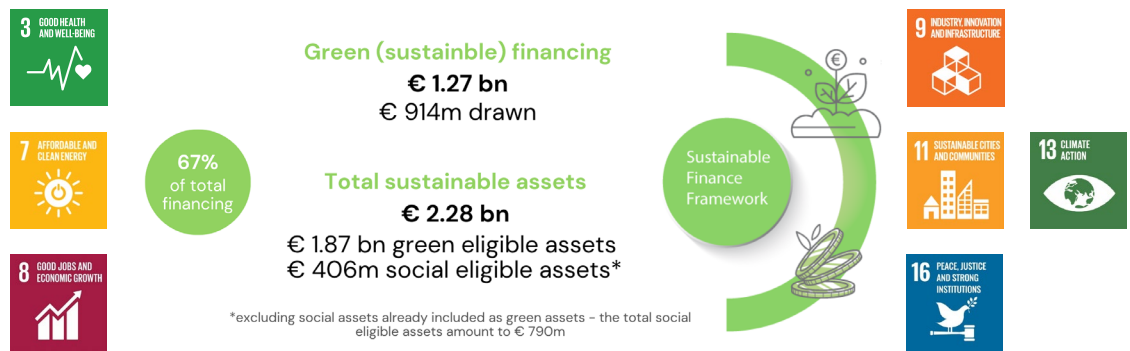 3 GOOD HEALTH
AND WELL-BEING
7 AFFORDABLE AND
CLEAN ENERGY
8 GOOD JOBS AND
ECONOMIC GROWTH
67%
of total
financing
Green (sustainble) financing
€ 1.27 bn
€ 914m drawn
Total sustainable assets
€ 2.28 bn
€ 1.87 bn green eligible assets
€ 406m social eligible assets*
*excluding social assets already included as green assets - the total social
eligible assets amount to € 790m
Sustainable
Finance
Framework
€
9 INDUSTRY, INNOVATION
AND INFRASTRUCTURE
11 SUSTAINABLE CITIES
AND COMMUNITIES
13 CLIMATE
ACTION
16 PEACE, JUSTICE
AND STRONG
INSTITUTIONS